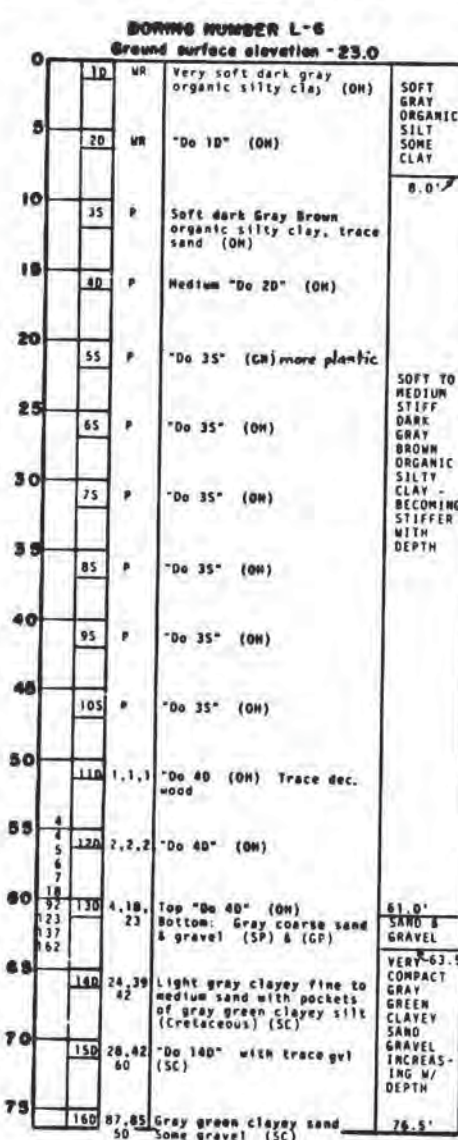 BORING NUMBER L-6
Ground surface elevation -23.0
0
1D WR Very soft dark gray
organic silty clay (OH)
SOFT
GRAY
ORGANIC
SILT
SOME
CLAY
5
2D WR "Do 1D" (OH)
8.0'
10
3S P Soft dark Gray Brown
organic silty clay, trace
sand (OH)
15
4D P Medium "Do 2D" (OH)
20
5S P "Do 3S" (OH) more plastic
SOFT TO
MEDIUM
STIFF
DARK
GRAY
BROWN
ORGANIC
SILTY
CLAY -
BECOMING
STIFFER
WITH
DEPTH
25
6S P "Do 3S" (OH)
30
7S P "Do 3S" (OH)
35
8S P "Do 3S" (OH)
40
9S P "Do 3S" (OH)
45
10S P "Do 3S" (OH)
50
11D 1,1,1 "Do 4D (OH) Trace dec.
wood
55
4
4
5
6
7
18
12D 2,2,2 "Do 4D" (OH)
60
92
123
137
162
13D 4,18,
23
Top "Do 4D" (OH)
Bottom: Gray coarse sand
& gravel (SP) & (GP)
61.0'
SAND &
GRAVEL
63.5
65
14D 24,39
42
Light gray clayey fine to
medium sand with pockets
of gray green clayey silt
(Cretaceous) (SC)
VERY
COMPACT
GRAY
GREEN
CLAYEY
SAND
GRAVEL
INCREAS-
ING W/
DEPTH
70
15D 28,42
60
"Do 14D" with trace gvl
(SC)
75
16D 87,85
50
Gray green clayey sand
Some gravel (SC)
76.5'